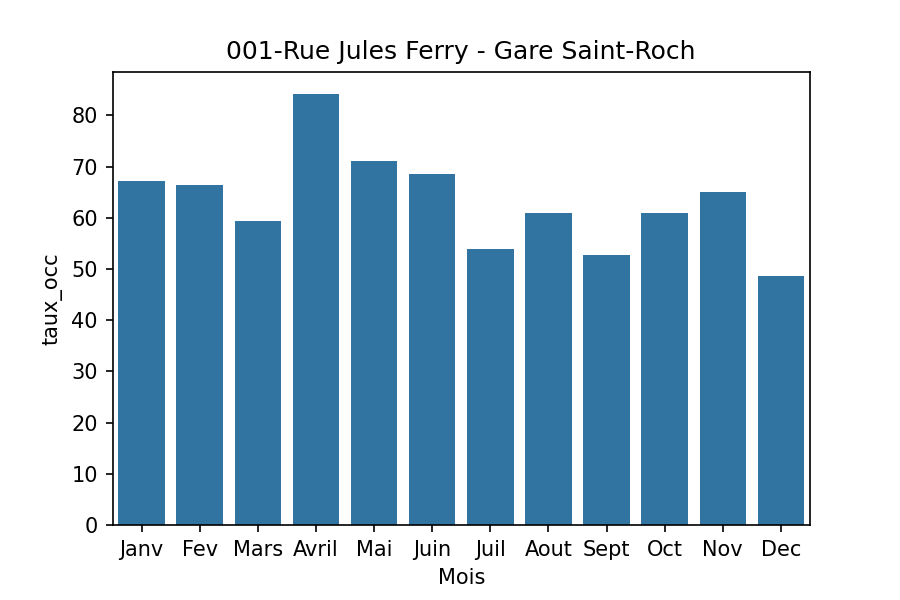 001-Rue Jules Ferry - Gare Saint-Roch
taux_occ
80
70
60
50
40
30
20
10
0
Janv Fev Mars Avril Mai Juin Juil Aout Sept Oct Nov Dec
Mois